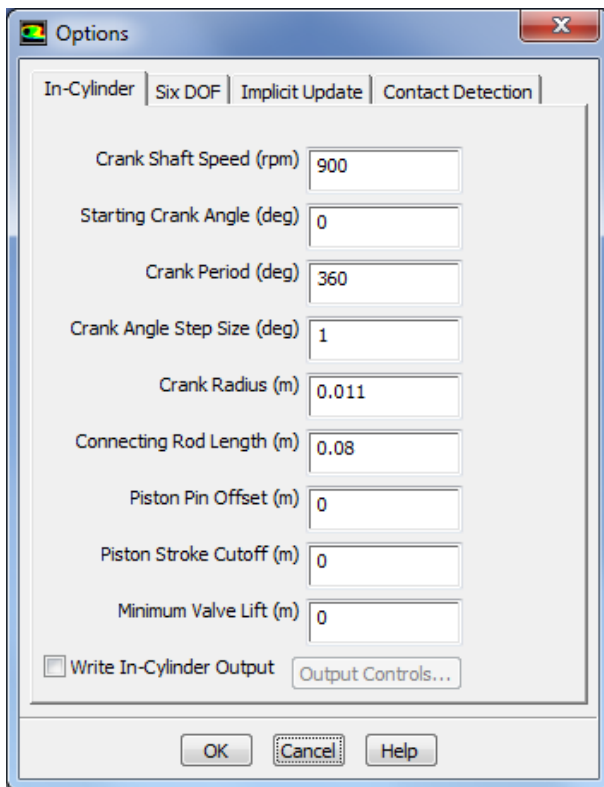 Options
In-Cylinder Six DOF Implicit Update Contact Detection
Crank Shaft Speed (rpm) 900
Starting Crank Angle (deg) 0
Crank Period (deg) 360
Crank Angle Step Size (deg) 1
Crank Radius (m) 0.011
Connecting Rod Length (m) 0.08
Piston Pin Offset (m) 0
Piston Stroke Cutoff (m) 0
Minimum Valve Lift (m) 0
Write In-Cylinder Output Output Controls...
OK Cancel Help